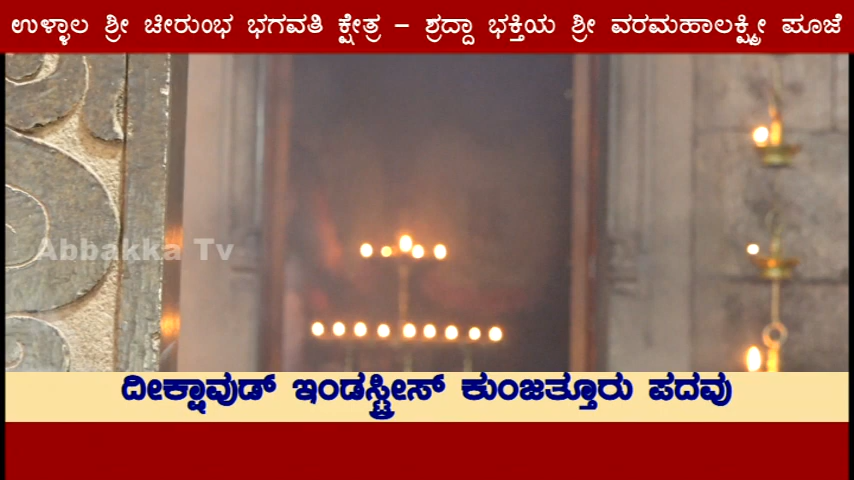 ಉಳ್ಳಾಲ ಶ್ರೀ ಚೀರುಂಭ ಭಗವತಿ ಕ್ಷೇತ್ರ – ಶ್ರದ್ದಾ ಭಕ್ತಿಯ ಶ್ರೀ ವರಮಹಾಲಕ್ಷ್ಮೀ ಪೂಜೆ
Abbakka Tv
ದೀಕ್ಷಾವುಡ್ ಇಂಡಸ್ಟ್ರೀಸ್ ಕುಂಜತ್ತೂರು ಪದವು